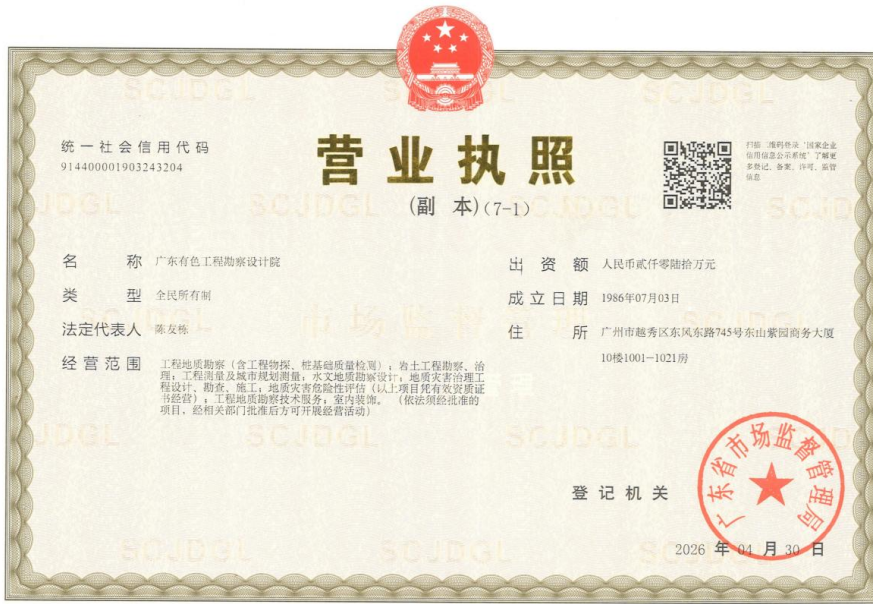 统一社会信用代码
914400001903243204
营业执照
(副 本)(7-1)
扫描二维码登录“国家企业
信用信息公示系统”了解更
多登记、备案、许可、监管
信息
名 称 广东有色工程勘察设计院
类 型 全民所有制
法定代表人 陈友栋
经营范围 工程地质勘察（含工程物探、桩基础质量检测）；岩土工程勘察、治
理；工程测量及城市规划测量；水文地质勘察设计；地质灾害治理工
程设计、勘查、施工；地质灾害危险性评估（以上项目凭有效资质证
书经营）；工程地质勘察技术服务；室内装饰。（依法须经批准的
项目，经相关部门批准后方可开展经营活动）
出资额 人民币贰仟零陆拾万元
成立日期 1986年07月03日
住 所 广州市越秀区东风东路745号东山紫园商务大厦
10楼1001-1021房
登记机关
广东省市场监督管理局
2026 年 04 月 30 日
SCJDGL
市场监督管理